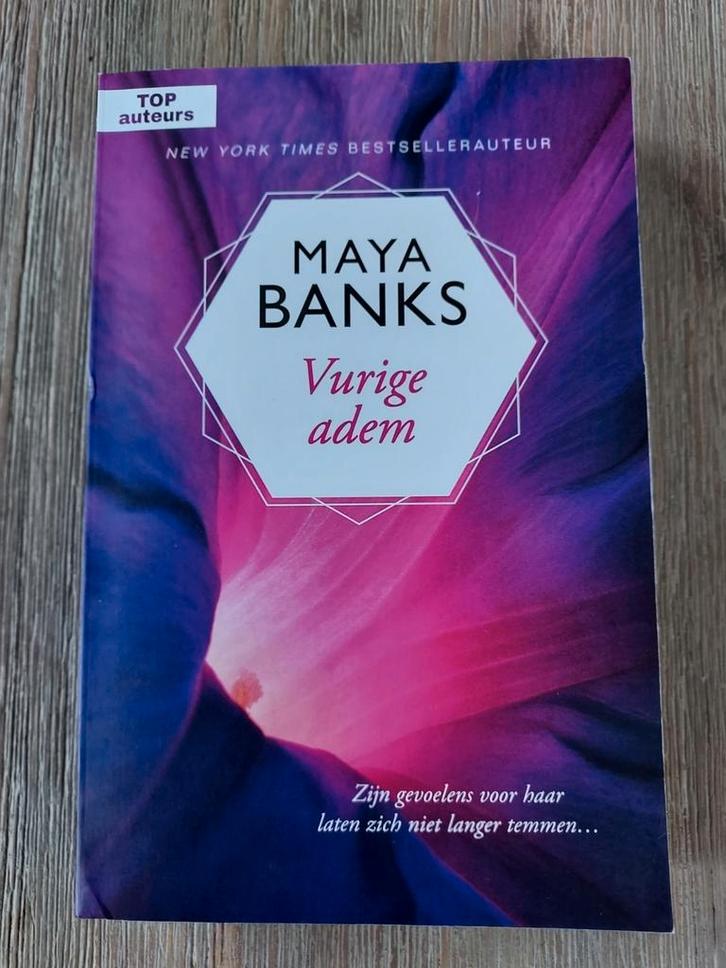 TOP
auteurs
NEW YORK TIMES BESTSELLERAUTEUR
MAYA
BANKS
Vurige
adem
Zijn gevoelens voor haar
laten zich niet langer temmen...